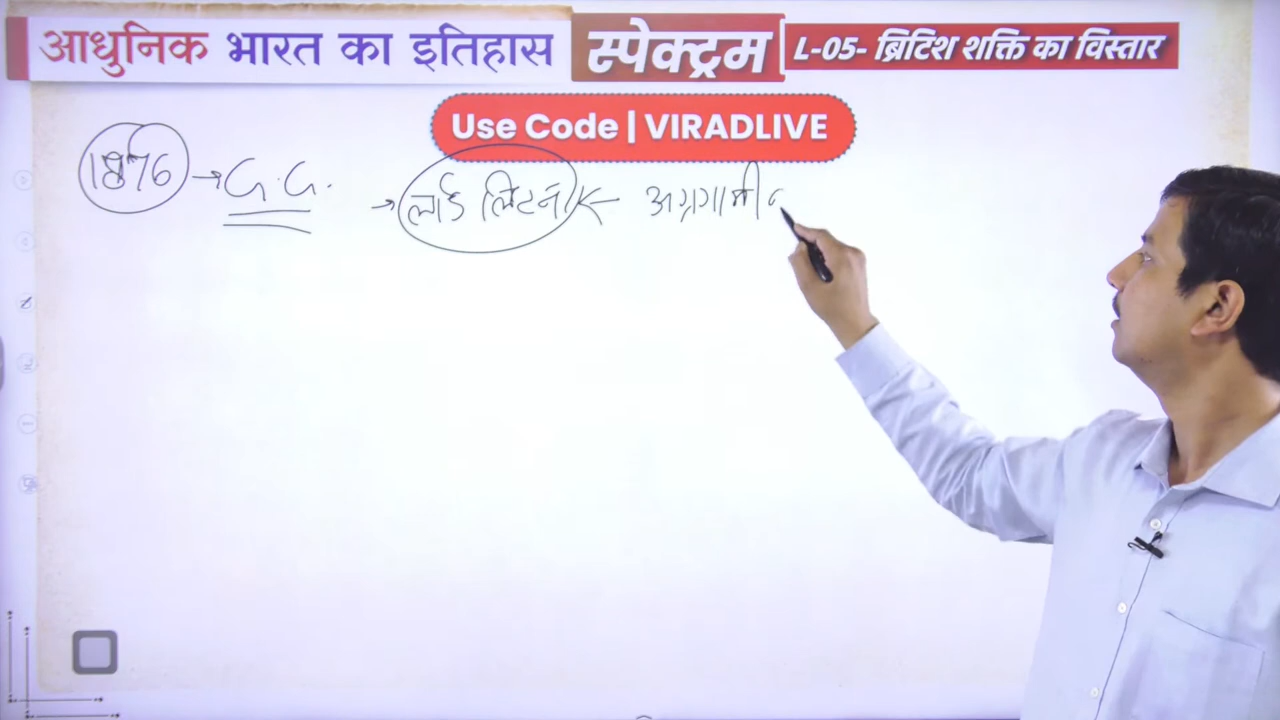 आधुनिक भारत का इतिहास स्पेक्ट्रम L-05- ब्रिटिश शक्ति का विस्तार
Use Code | VIRADLIVE
1876 → G.G. → लार्ड लिटन ← अग्रगामी